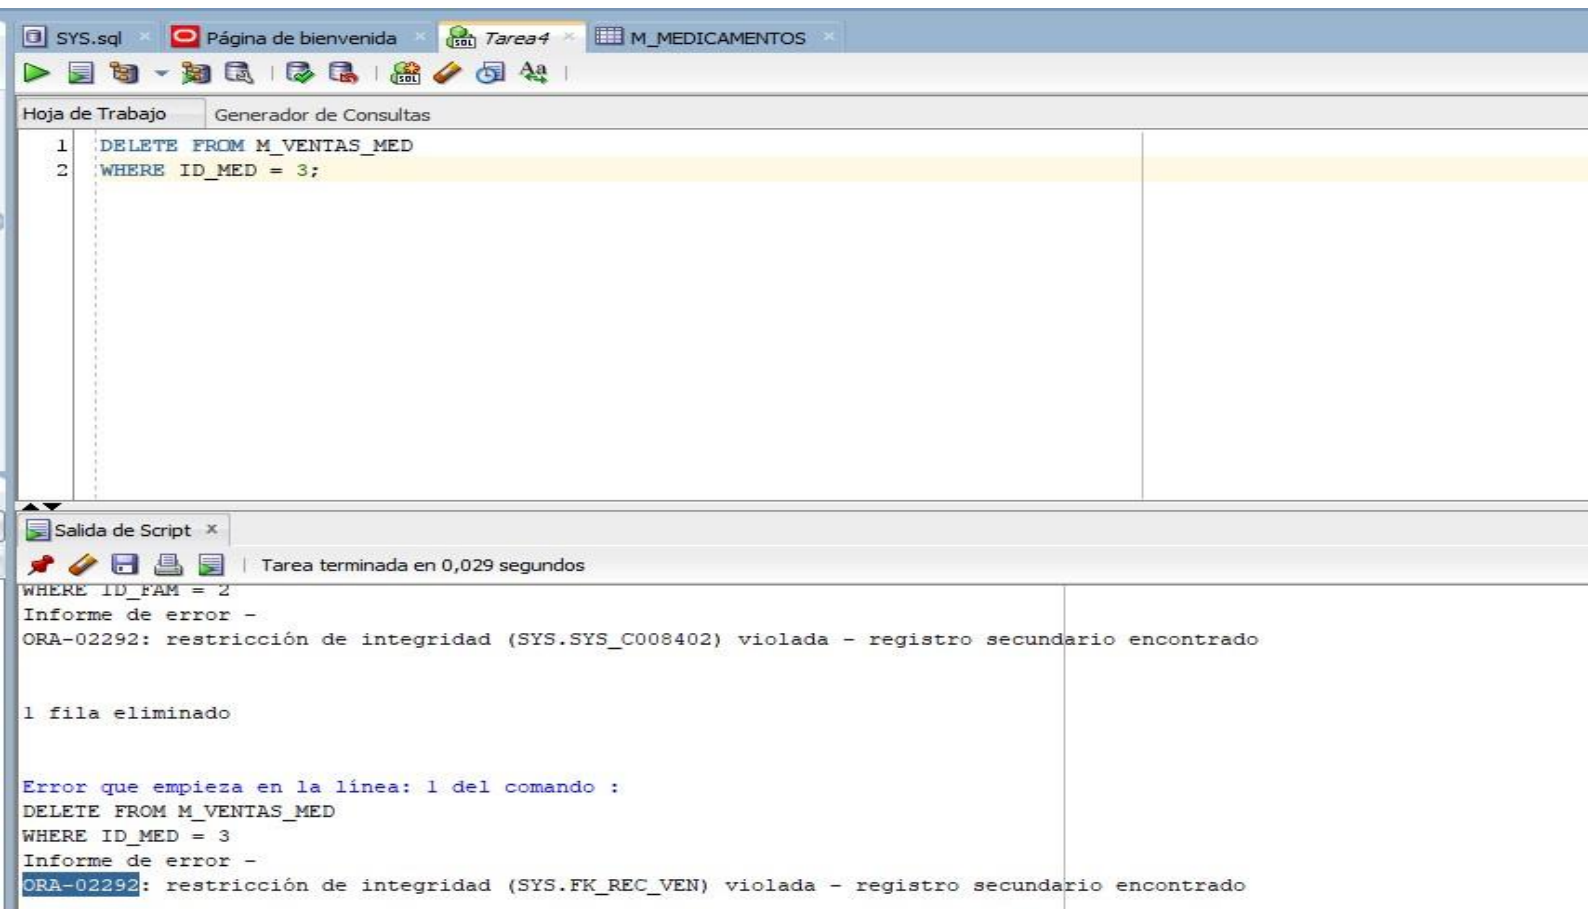 SYS.sql Página de bienvenida Tarea4 M_MEDICAMENTOS
Hoja de Trabajo Generador de Consultas
1 DELETE FROM M_VENTAS_MED
2 WHERE ID_MED = 3;
Salida de Script
Tarea terminada en 0,029 segundos
WHERE ID_FAM = 2
Informe de error -
ORA-02292: restricción de integridad (SYS.SYS_C008402) violada - registro secundario encontrado
1 fila eliminado
Error que empieza en la línea: 1 del comando :
DELETE FROM M_VENTAS_MED
WHERE ID_MED = 3
Informe de error -
ORA-02292: restricción de integridad (SYS.FK_REC_VEN) violada - registro secundario encontrado